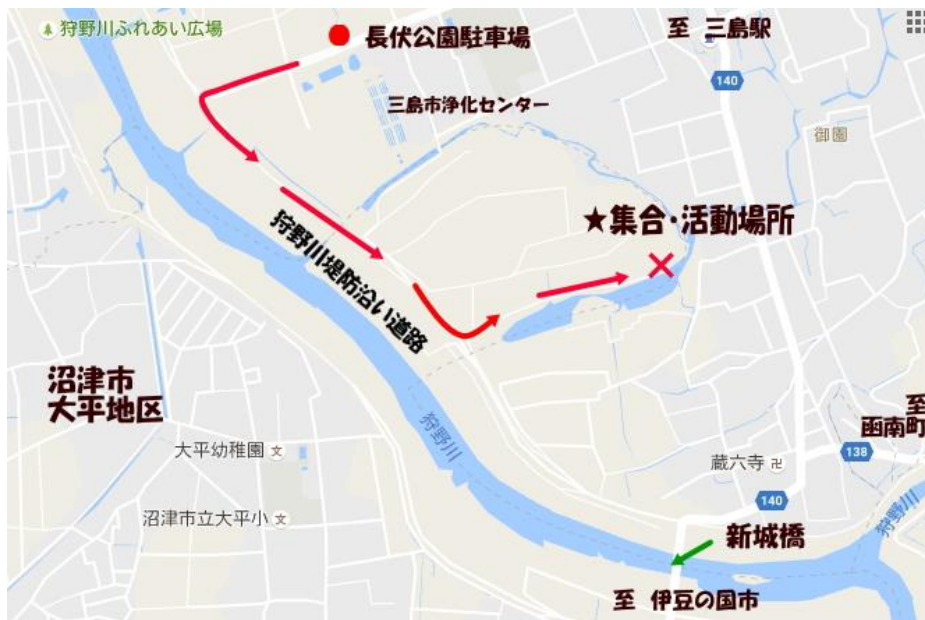 狩野川ふれあい広場
長伏公園駐車場
至 三島駅
140
三島市浄化センター
御園
★集合・活動場所
狩野川堤防沿い道路
沼津市
大平地区
至
函南町
大平幼稚園
狩野川
蔵六寺
138
140
狩野川
沼津市立大平小
新城橋
至 伊豆の国市